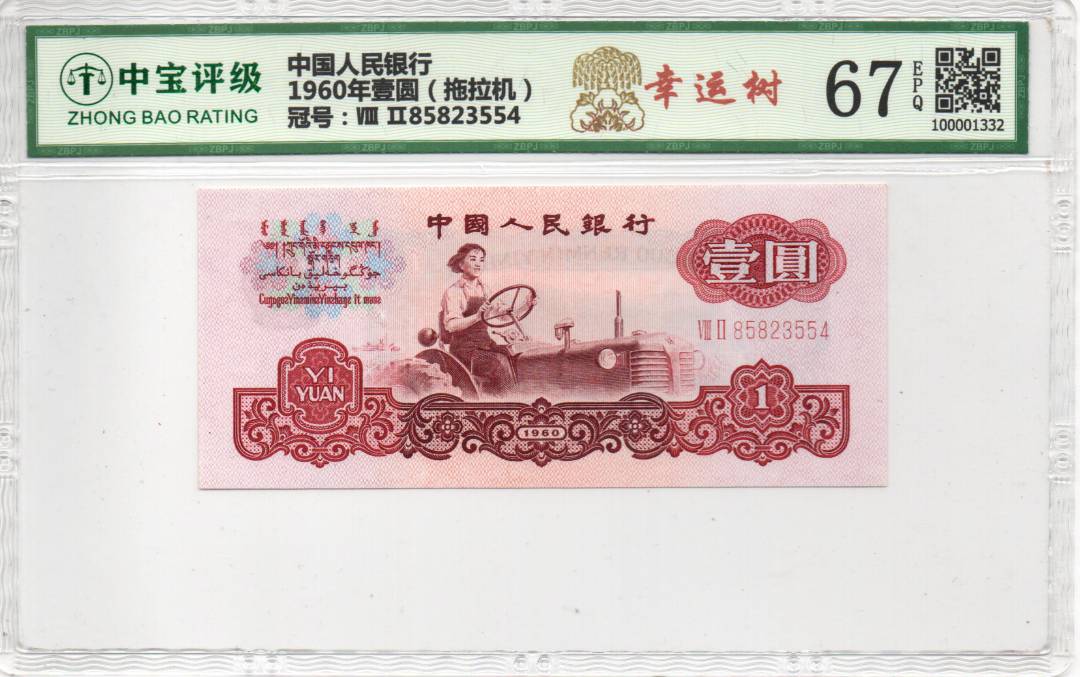 中宝评级
ZHONG BAO RATING
中国人民银行
1960年壹圆（拖拉机）
冠号：Ⅷ Ⅱ85823554
幸运树
67
EPQ
100001332
中國人民銀行
壹圓
Ⅷ Ⅱ 85823554
YI
YUAN
1960
1